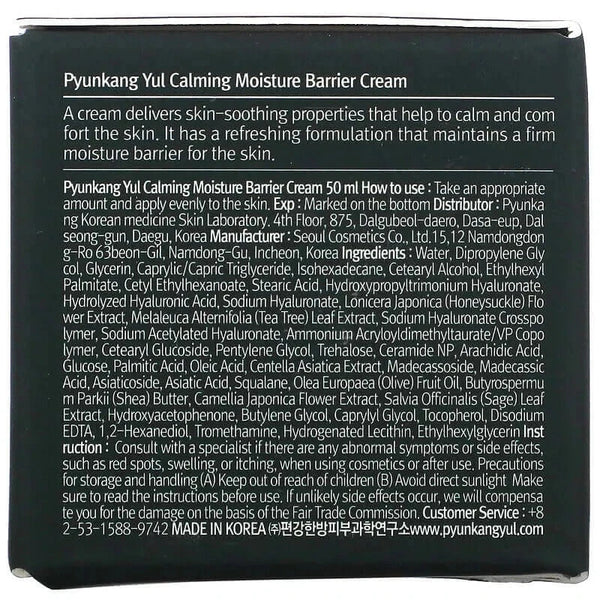 Pyunkang Yul Calming Moisture Barrier Cream
A cream delivers skin-soothing properties that help to calm and com
fort the skin. It has a refreshing formulation that maintains a firm
moisture barrier for the skin.
Pyunkang Yul Calming Moisture Barrier Cream 50 ml How to use : Take an appropriate
amount and apply evenly to the skin. Exp : Marked on the bottom Distributor : Pyunka
ng Korean medicine Skin Laboratory. 4th Floor, 875, Dalgubeol-daero, Dasa-eup, Dal
seong-gun, Daegu, Korea Manufacturer : Seoul Cosmetics Co., Ltd.15,12 Namdongdon
g-Ro 63beon-Gil, Namdong-Gu, Incheon, Korea Ingredients : Water, Dipropylene Gly
col, Glycerin, Caprylic/Capric Triglyceride, Isohexadecane, Cetearyl Alcohol, Ethylhexyl
Palmitate, Cetyl Ethylhexanoate, Stearic Acid, Hydroxypropyltrimonium Hyaluronate,
Hydrolyzed Hyaluronic Acid, Sodium Hyaluronate, Lonicera Japonica (Honeysuckle) Flo
wer Extract, Melaleuca Alternifolia (Tea Tree) Leaf Extract, Sodium Hyaluronate Crosspo
lymer, Sodium Acetylated Hyaluronate, Ammonium Acryloyldimethyltaurate/VP Copo
lymer, Cetearyl Glucoside, Pentylene Glycol, Trehalose, Ceramide NP, Arachidic Acid,
Glucose, Palmitic Acid, Oleic Acid, Centella Asiatica Extract, Madecassoside, Madecassic
Acid, Asiaticoside, Asiatic Acid, Squalane, Olea Europaea (Olive) Fruit Oil, Butyrospermu
m Parkii (Shea) Butter, Camellia Japonica Flower Extract, Salvia Officinalis (Sage) Leaf
Extract, Hydroxyacetophenone, Butylene Glycol, Caprylyl Glycol, Tocopherol, Disodium
EDTA, 1,2-Hexanediol, Tromethamine, Hydrogenated Lecithin, Ethylhexylglycerin Inst
ruction : Consult with a specialist if there are any abnormal symptoms or side effects,
such as red spots, swelling, or itching, when using cosmetics or after use. Precautions
for storage and handling (A) Keep out of reach of children (B) Avoid direct sunlight Make
sure to read the instructions before use. If unlikely side effects occur, we will compensa
te you for the damage on the basis of the Fair Trade Commission. Customer Service : +8
2-53-1588-9742 MADE IN KOREA ㈜편강한방피부과학연구소www.pyunkangyul.com